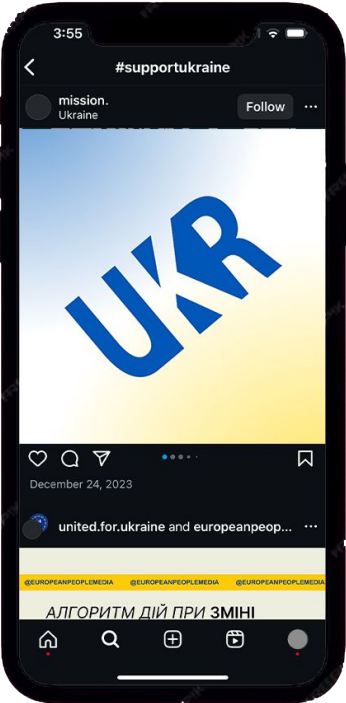 3:55
#supportukraine
mission.
Ukraine
Follow
UKR
December 24, 2023
united.for.ukraine and europeanpeop...
@EUROPEANPEOPLEMEDIA @EUROPEANPEOPLEMEDIA @EUROPEANPEOPLEMEDIA
АЛГОРИТМ ДІЙ ПРИ ЗМІНІ